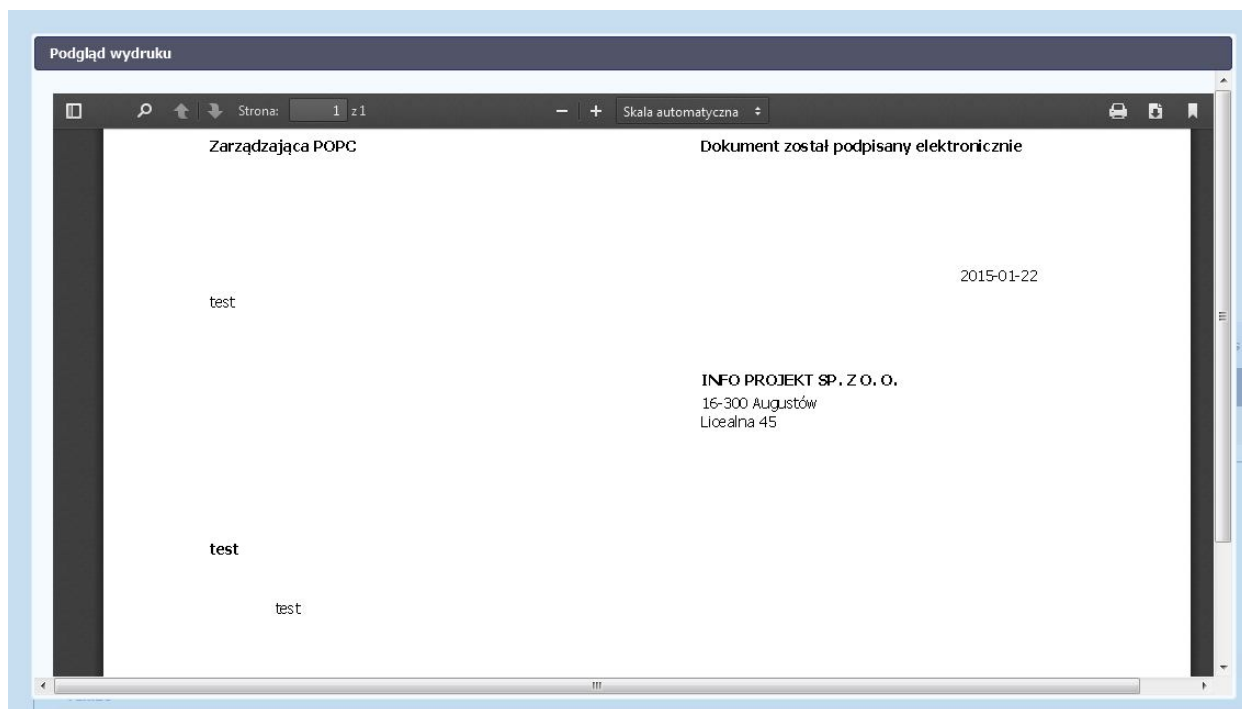 Podgląd wydruku
Strona: 1 z 1 Skala automatyczna
Zarządzająca POPC Dokument został podpisany elektronicznie
2015-01-22
test
INFO PROJEKT SP. Z O. O.
16-300 Augustów
Licealna 45
test
test